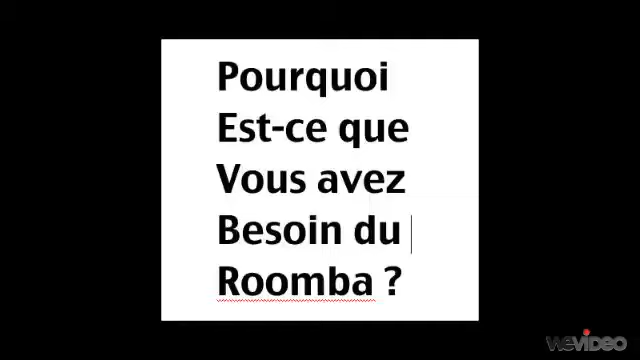 Pourquoi
Est-ce que
Vous avez
Besoin du
Roomba ?
WEVIDEO